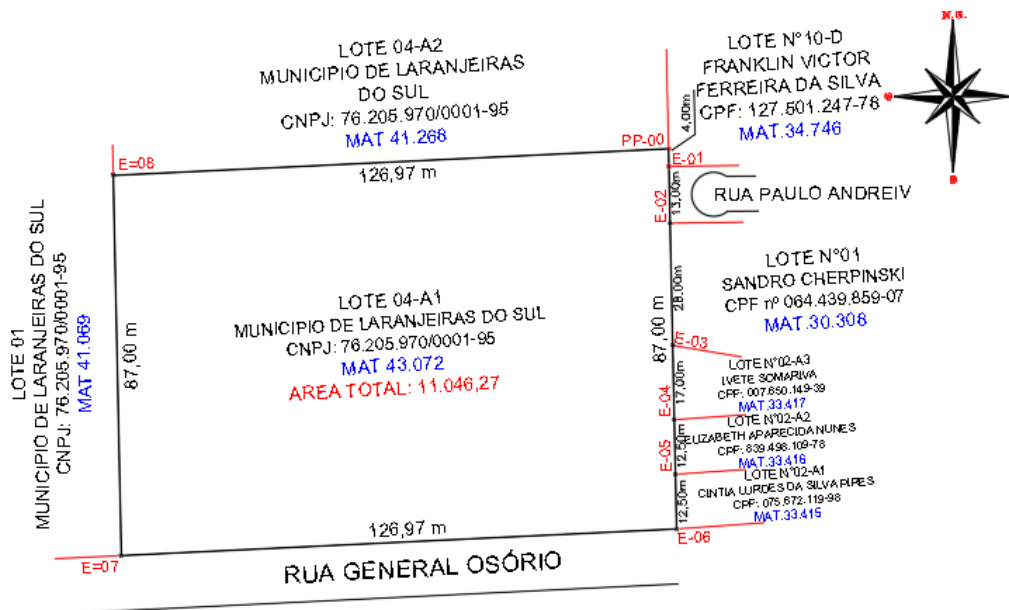 LOTE 04-A2
MUNICIPIO DE LARANJEIRAS
DO SUL
CNPJ: 76.205.970/0001-95
MAT 41.268
LOTE N°10-D
FRANKLIN VICTOR
FERREIRA DA SILVA
CPF: 127.501.247-78
MAT.34.746
N.G.
PP-00
4,00m
E=08
126,97 m
E-01
E-02
13,00m
RUA PAULO ANDREIV
LOTE 01
MUNICIPIO DE LARANJEIRAS DO SUL
CNPJ: 76.205.970/0001-95
MAT 41.069
87,00 m
LOTE 04-A1
MUNICIPIO DE LARANJEIRAS DO SUL
CNPJ: 76.205.970/0001-95
MAT 43.072
AREA TOTAL: 11.046,27
87,00 m
28,00m
LOTE N°01
SANDRO CHERPINSKI
CPF nº 064.439.859-07
MAT.30.308
E-03
17,00m
LOTE N°02-A3
IVETE SOMARIVA
CPF: 007.650.149-39
MAT.33.417
E-04
LOTE N°02-A2
ELIZABETH APARECIDA NUNES
CPF: 839.498.109-78
MAT.33.416
12,50m
E-05
LOTE N°02-A1
CINTIA LURDES DA SILVA PIRES
CPF: 075.672.119-98
MAT.33.415
12,50m
E-06
126,97 m
E=07
RUA GENERAL OSÓRIO